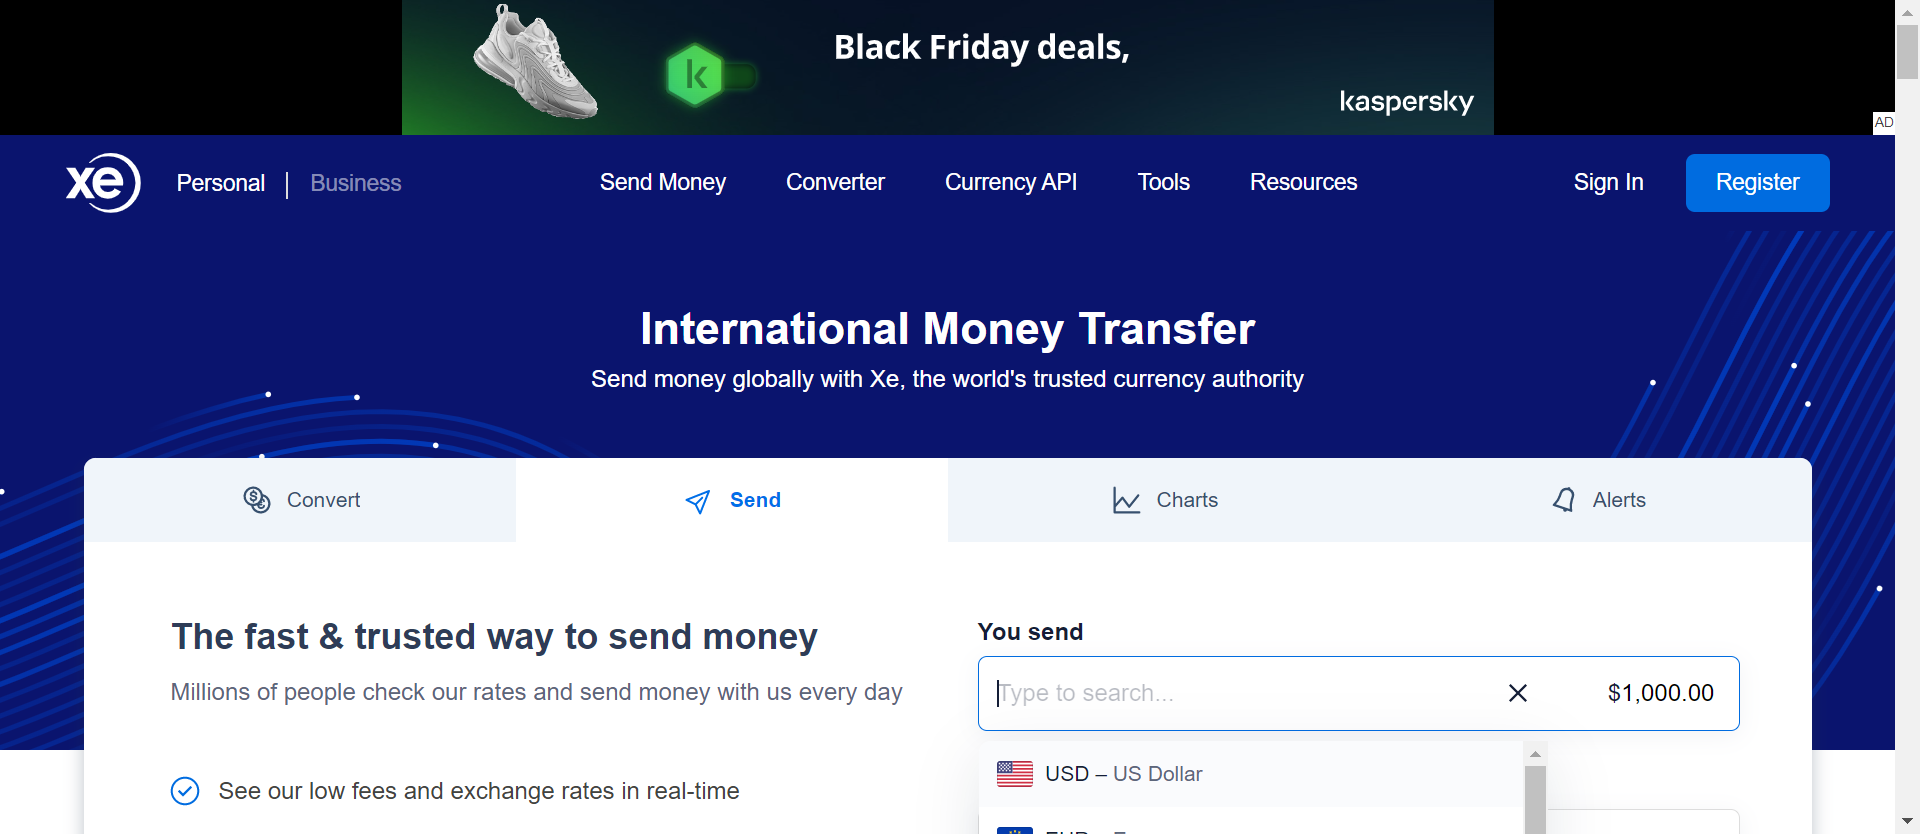 Black Friday deals,
k
kaspersky
AD
xe
Personal
Business
Send Money
Converter
Currency API
Tools
Resources
Sign In
Register
International Money Transfer
Send money globally with Xe, the world's trusted currency authority
Convert
Send
Charts
Alerts
The fast & trusted way to send money
Millions of people check our rates and send money with us every day
See our low fees and exchange rates in real-time
You send
Type to search...
$1,000.00
USD – US Dollar